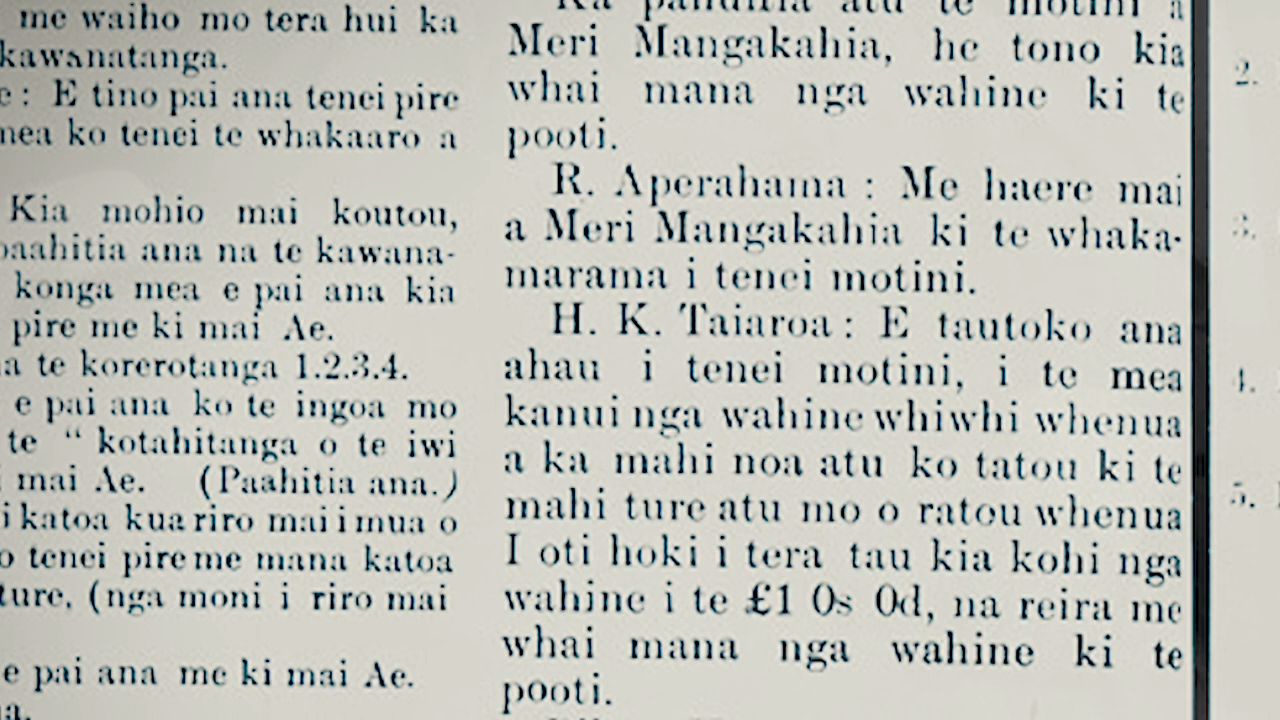 me waiho mo tera hui ka
kawanatanga.
: E tino pai ana tenei pire
mea ko tenei te whakaaro a
Kia mohio mai koutou,
paahitia ana na te kawana-
konga mea e pai ana kia
pire me ki mai Ae.
te korerotanga 1.2.3.4.
e pai ana ko te ingoa mo
te “ kotahitanga o te iwi
mai Ae. (Paahitia ana.)
katoa kua riro mai i mua o
tenei pire me mana katoa
ture, (nga moni i riro mai
e pai ana me ki mai Ae.
Ka panuitia atu te motini a
Meri Mangakahia, he tono kia
whai mana nga wahine ki te
pooti.
R. Aperahama : Me haere mai
a Meri Mangakahia ki te whaka-
marama i tenei motini.
H. K. Taiaroa : E tautoko ana
ahau i tenei motini, i te mea
kanui nga wahine whiwhi whenua
a ka mahi noa atu ko tatou ki te
mahi ture atu mo o ratou whenua
I oti hoki i tera tau kia kohi nga
wahine i te £1 0s 0d, na reira me
whai mana nga wahine ki te
pooti.
2.
3.
4.
5.